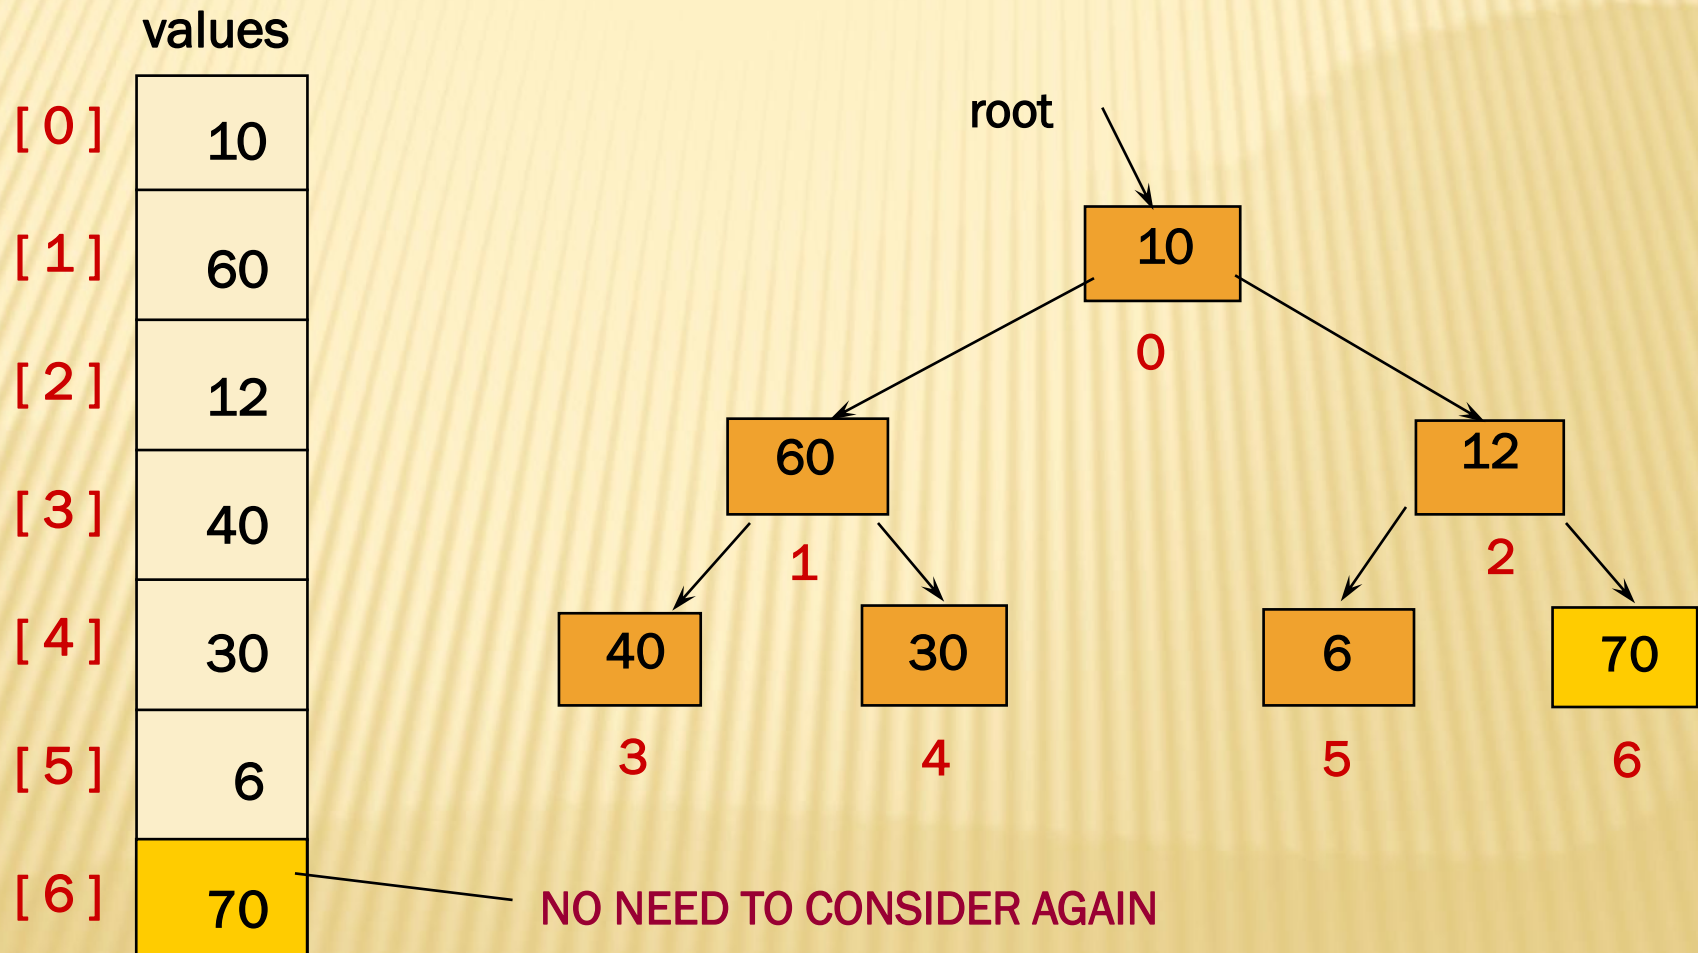 values
[ 0 ] 10
[ 1 ] 60
[ 2 ] 12
[ 3 ] 40
[ 4 ] 30
[ 5 ] 6
[ 6 ] 70
root
10
0
60 12
1 2
40 30 6 70
3 4 5 6
NO NEED TO CONSIDER AGAIN